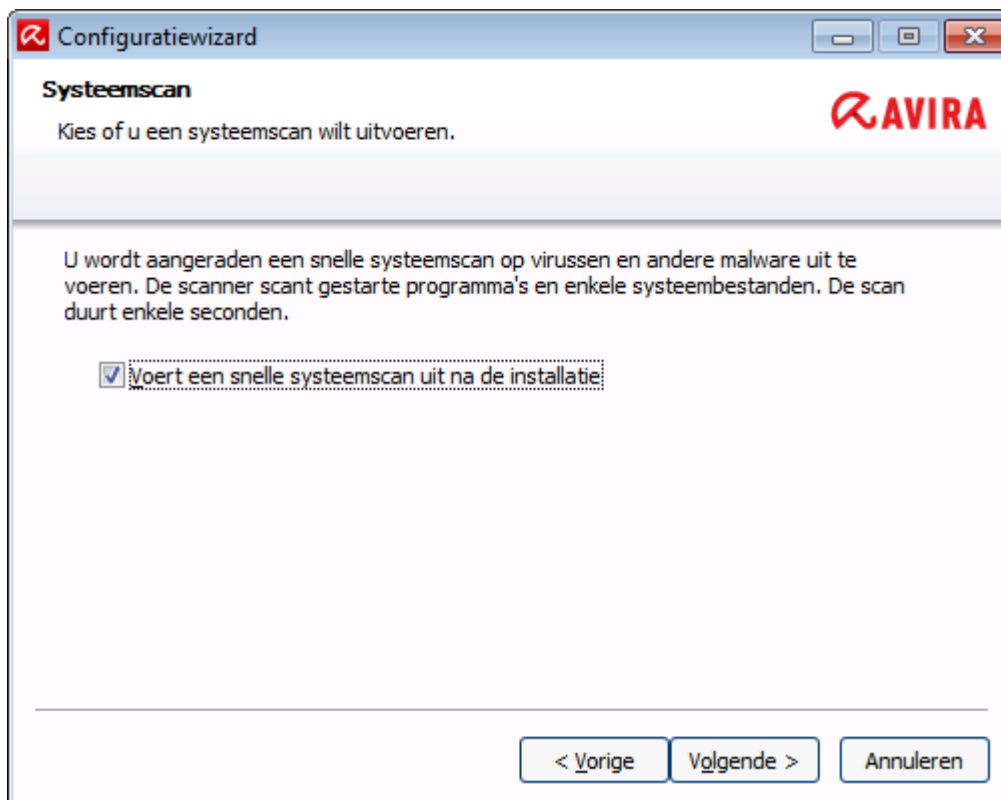 Configuratiewizard
Systeemscan
Kies of u een systeemscan wilt uitvoeren.
AVIRA
U wordt aangeraden een snelle systeemscan op virussen en andere malware uit te
voeren. De scanner scant gestarte programma's en enkele systeembestanden. De scan
duurt enkele seconden.
Voert een snelle systeemscan uit na de installatie
< Vorige
Volgende >
Annuleren